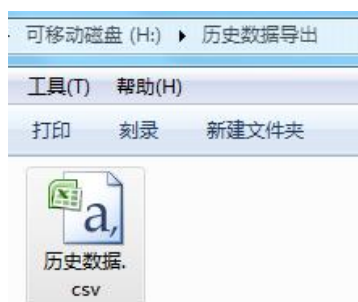 可移动磁盘 (H:) ▸ 历史数据导出
工具(T) 帮助(H)
打印 刻录 新建文件夹
a,
历史数据.
csv